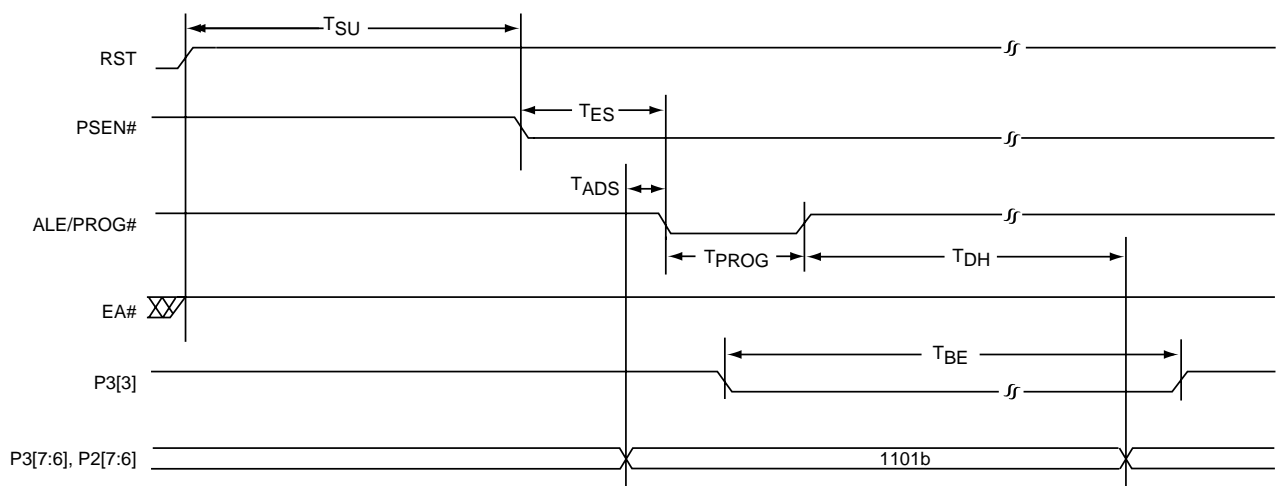 TSU
RST
TES
PSEN#
TADS
ALE/PROG#
TPROG
TDH
EA#
TBE
P3[3]
P3[7:6], P2[7:6]
1101b